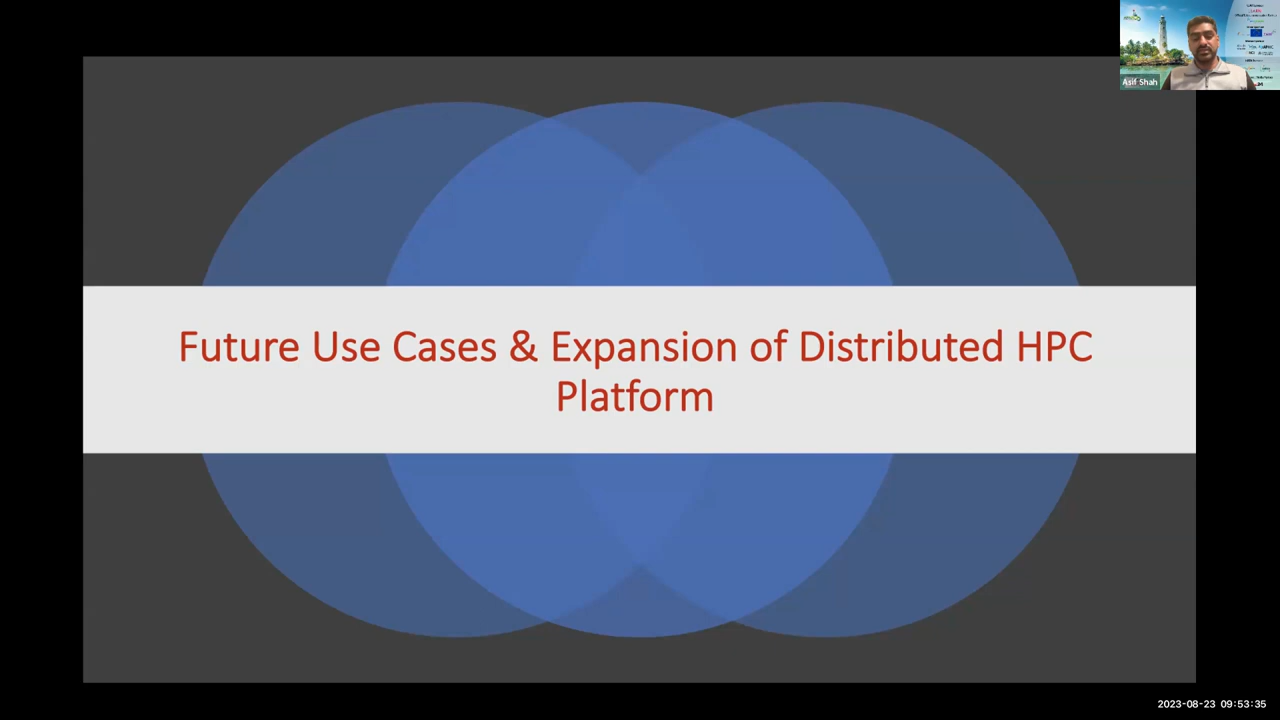 Asif Shah
Future Use Cases & Expansion of Distributed HPC
Platform
2023-08-23 09:53:35